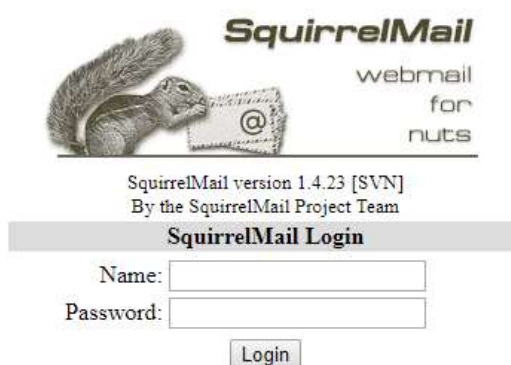 SquirrelMail
webmail
for
nuts
@
SquirrelMail version 1.4.23 [SVN]
By the SquirrelMail Project Team
SquirrelMail Login
Name:
Password:
Login